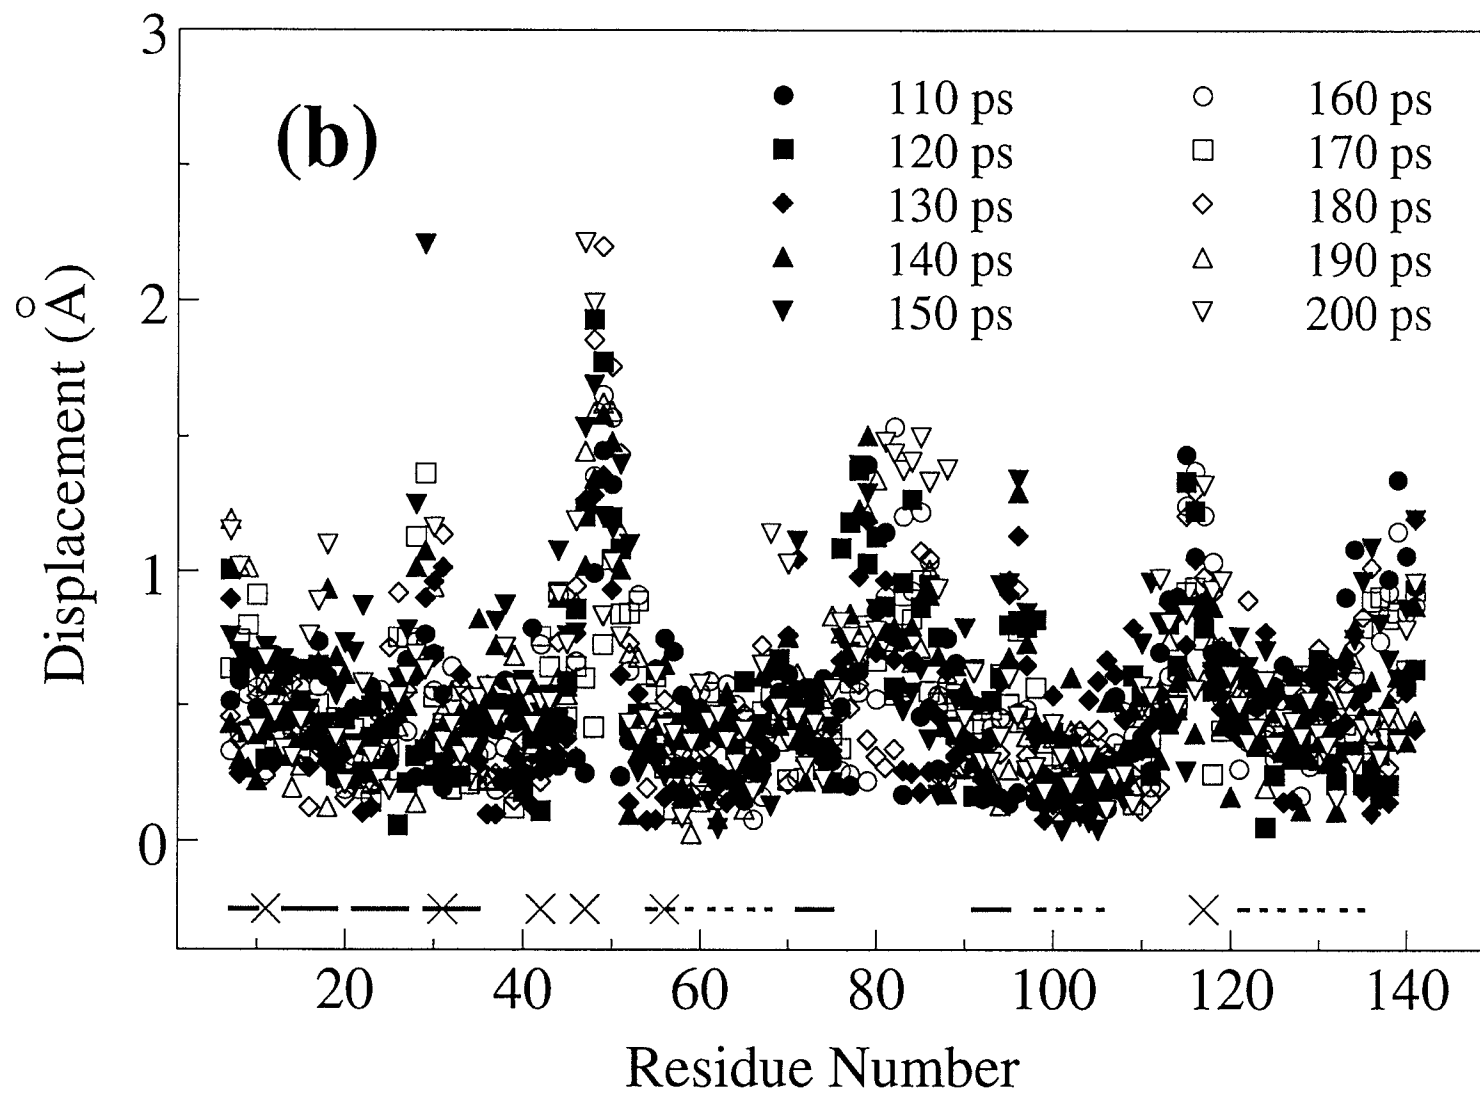 (b)
110 ps
120 ps
130 ps
140 ps
150 ps
160 ps
170 ps
180 ps
190 ps
200 ps
3
2
1
0
Displacement (Å)
20 40 60 80 100 120 140
Residue Number